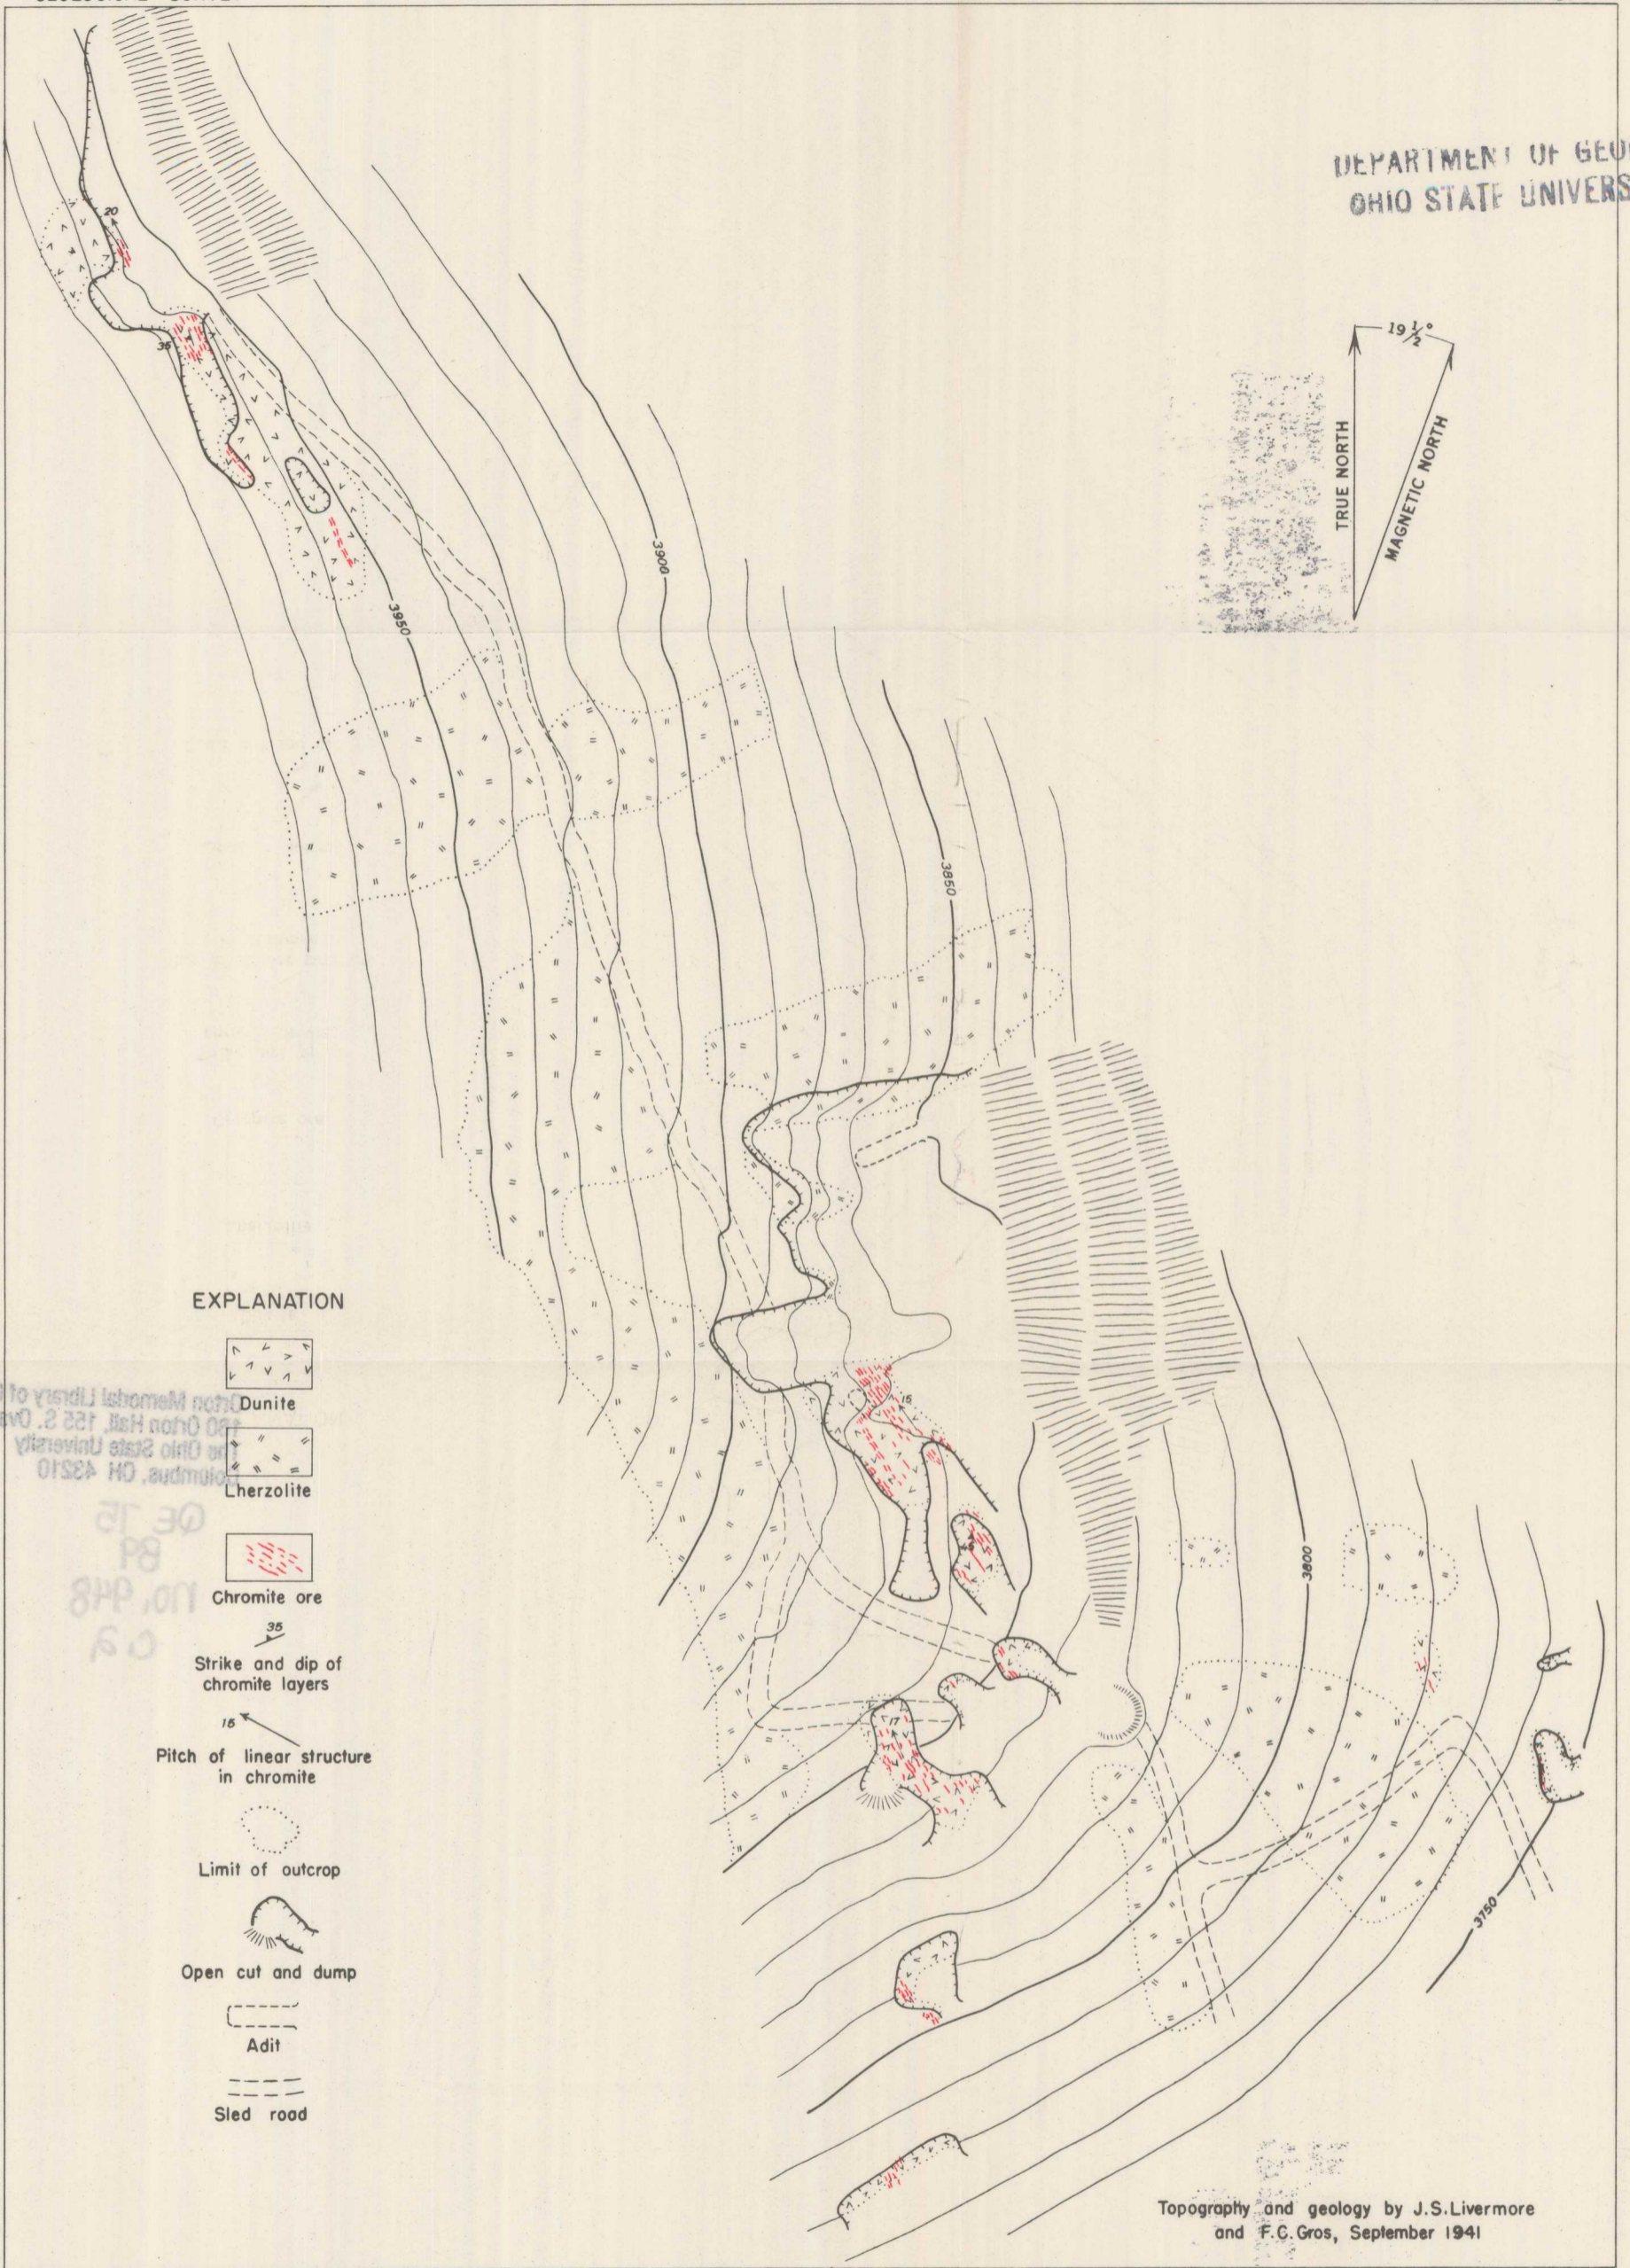 DEPARTMENT OF
OHIO STATE
19 1/2°
TRUE NORTH
MAGNETIC NORTH
20
35
3950
3900
3850
15
17
3800
3750
EXPLANATION
Dunite
Lherzolite
Chromite ore
35
Strike and dip of
chromite layers
15
Pitch of linear structure
in chromite
Limit of outcrop
Open cut and dump
Adit
Sled road
Orton Memorial Library of
180 Orton Hall, 155 S.
The Ohio State University
Columbus, OH 43210
QE 75
B9
no. 948
c.2
Topography and geology by J.S.Livermore
and F.C.Gros, September 1941